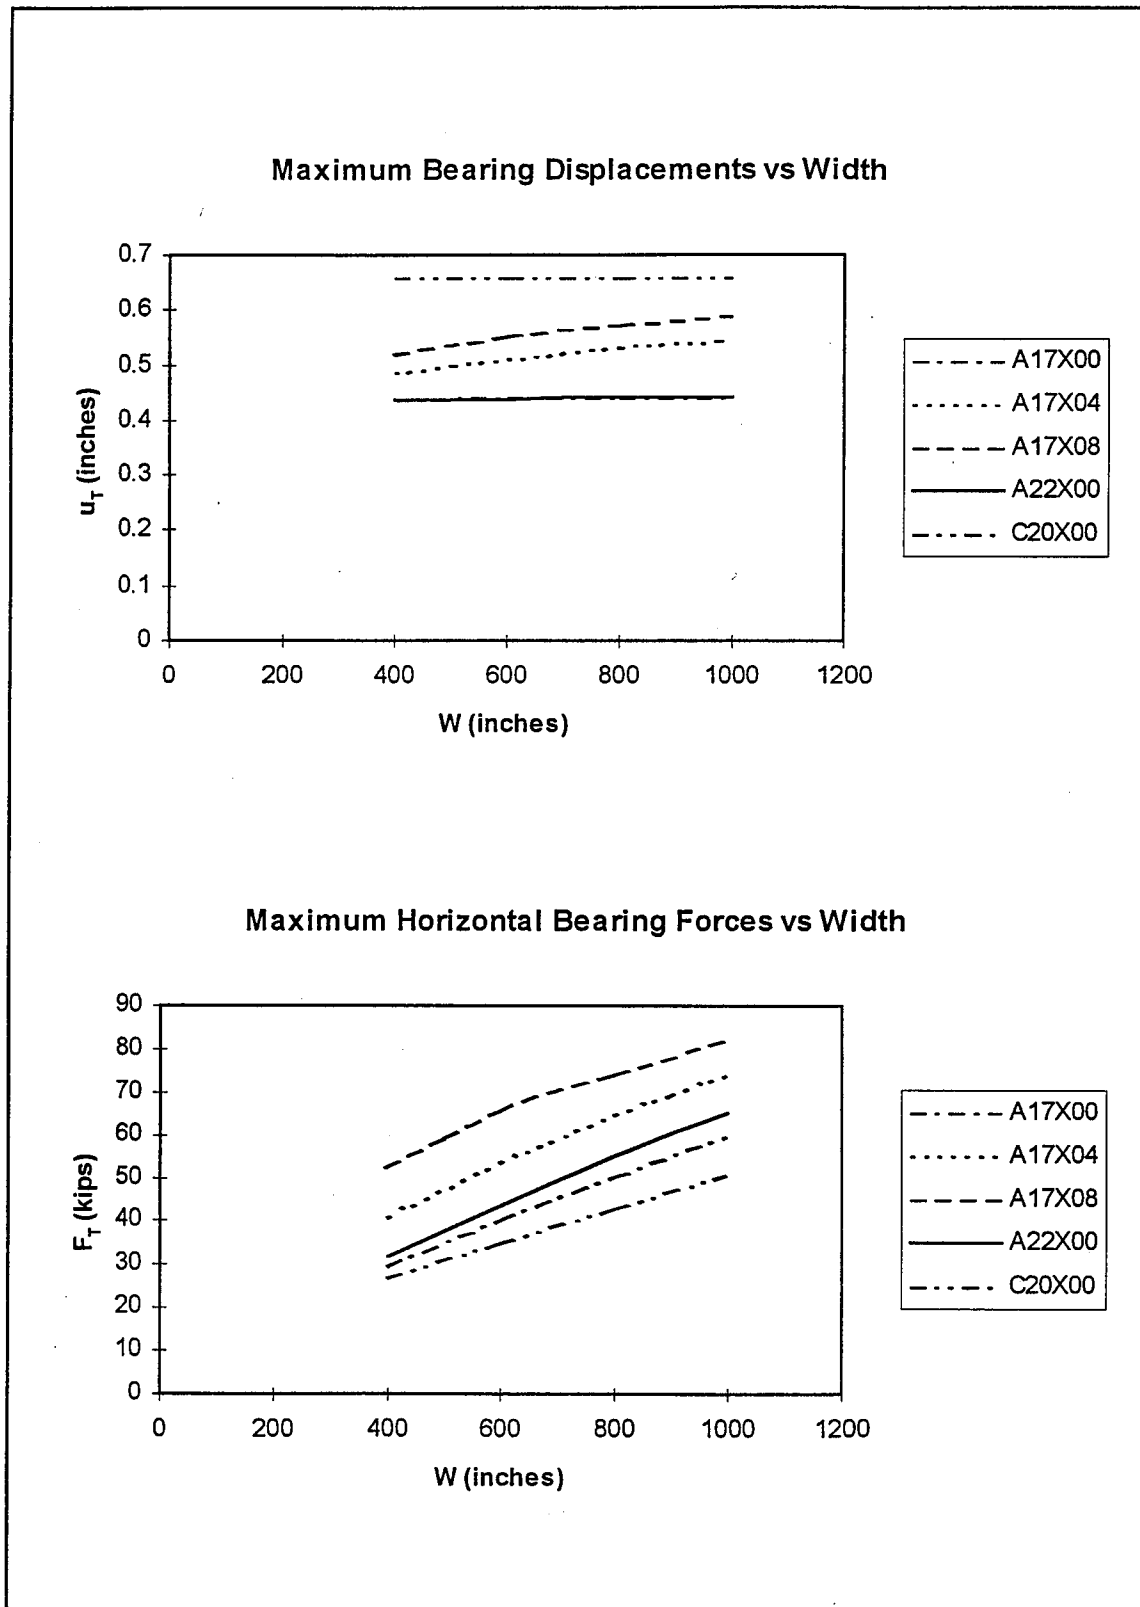 Maximum Bearing Displacements vs Width
0.7
0.6
0.5
0.4
0.3
0.2
0.1
0
uT (inches)
0 200 400 600 800 1000 1200
W (inches)
A17X00
A17X04
A17X08
A22X00
C20X00
Maximum Horizontal Bearing Forces vs Width
90
80
70
60
50
40
30
20
10
0
FT (kips)
0 200 400 600 800 1000 1200
W (inches)
A17X00
A17X04
A17X08
A22X00
C20X00